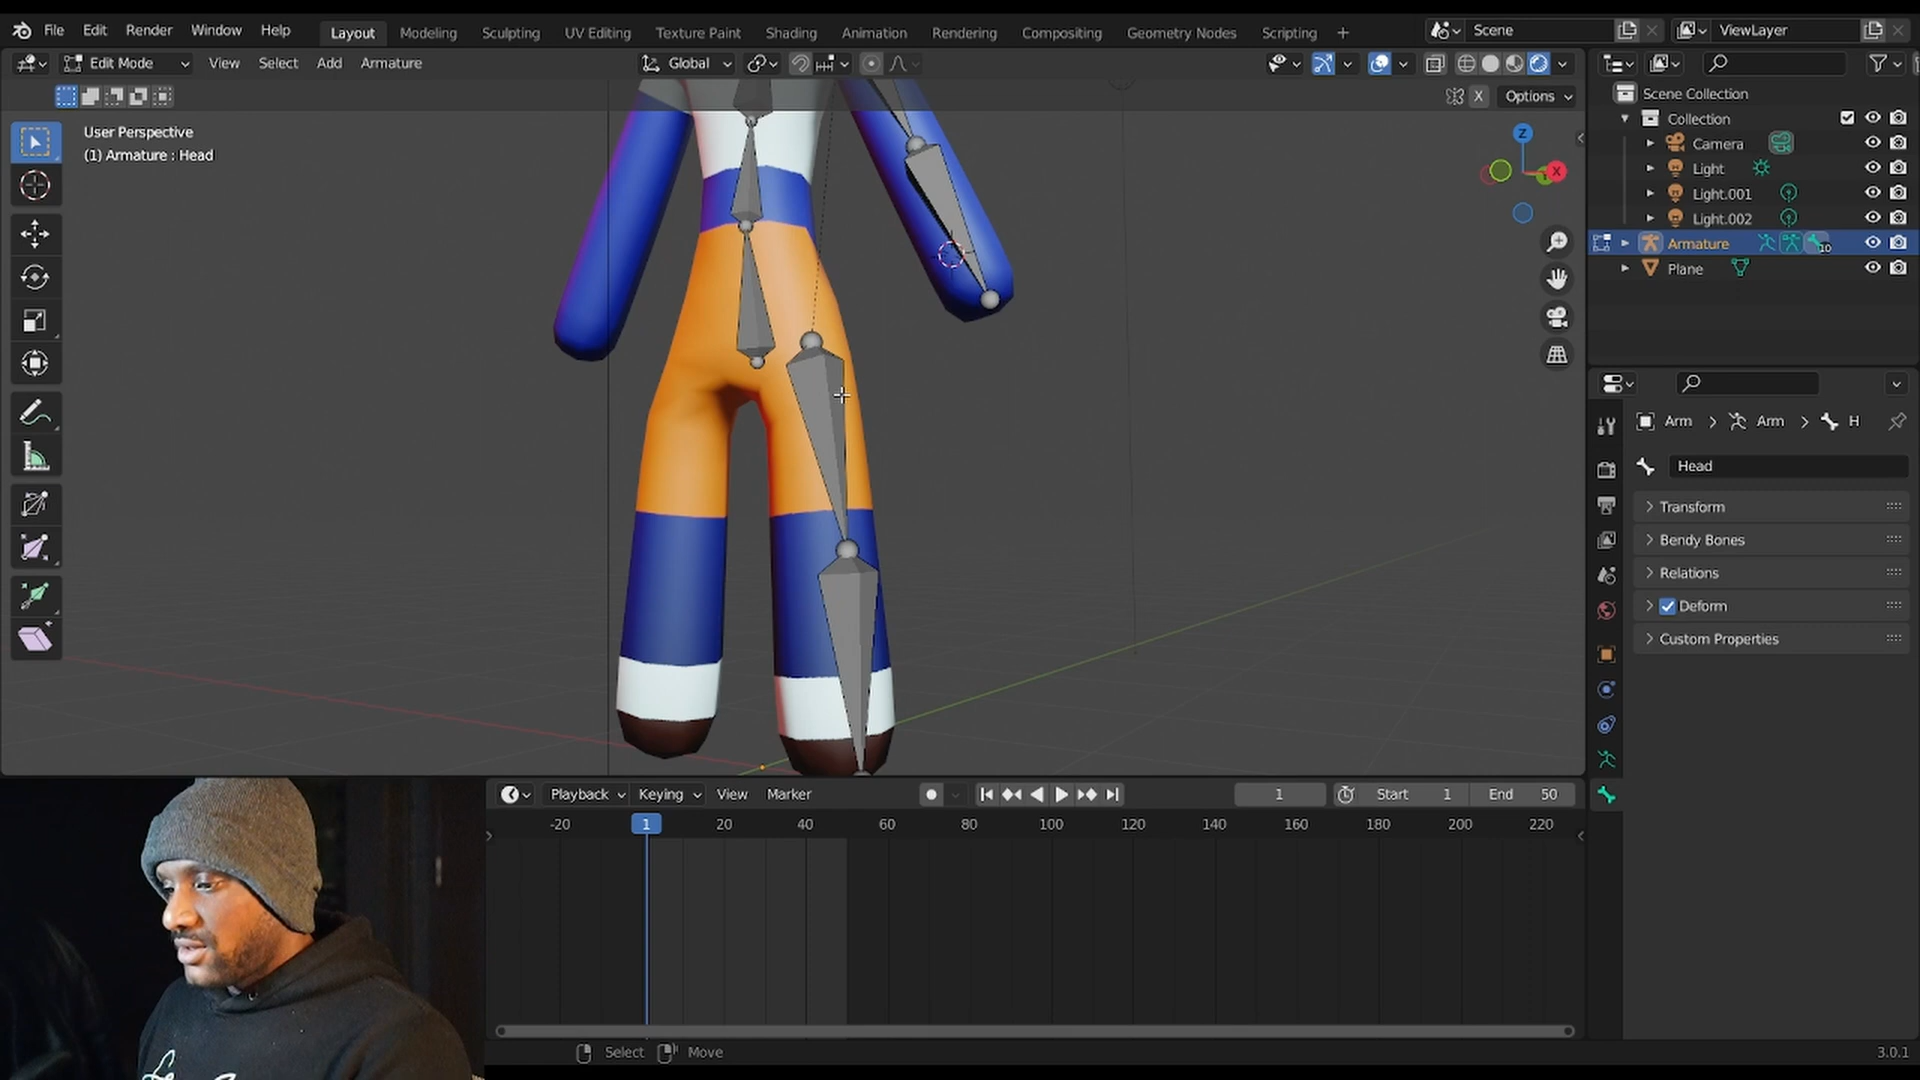 File Edit Render Window Help Layout Modeling Sculpting UV Editing Texture Paint Shading Animation Rendering Compositing Geometry Nodes Scripting + Scene ViewLayer
Edit Mode View Select Add Armature Global
X Options
User Perspective
(1) Armature : Head
Z
X
Scene Collection
Collection
Camera
Light
Light.001
Light.002
Armature 10
Plane
Arm > Arm > H
Head
Transform
Bendy Bones
Relations
Deform
Custom Properties
Playback Keying View Marker 1 Start 1 End 50
-20 1 20 40 60 80 100 120 140 160 180 200 220
Select Move 3.0.1